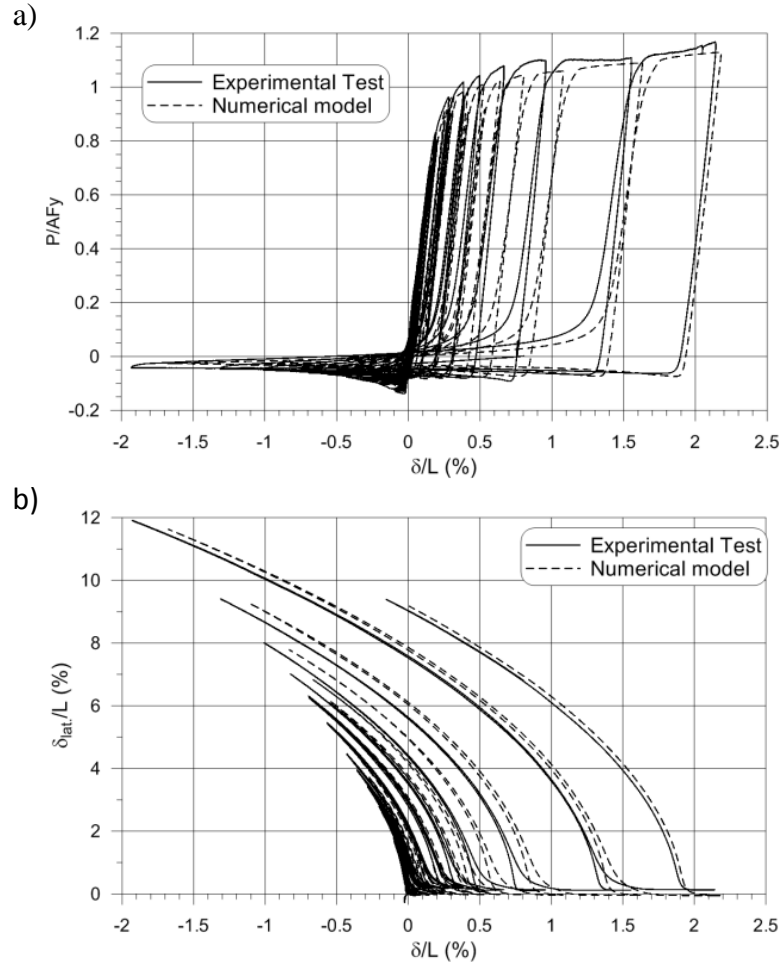 a)
1.2
1
0.8
0.6
0.4
0.2
0
-0.2
P/AFy
Experimental Test
Numerical model
-2 -1.5 -1 -0.5 0 0.5 1 1.5 2 2.5
δ/L (%)
b)
12
10
8
6
4
2
0
δlat./L (%)
Experimental Test
Numerical model
-2 -1.5 -1 -0.5 0 0.5 1 1.5 2 2.5
δ/L (%)